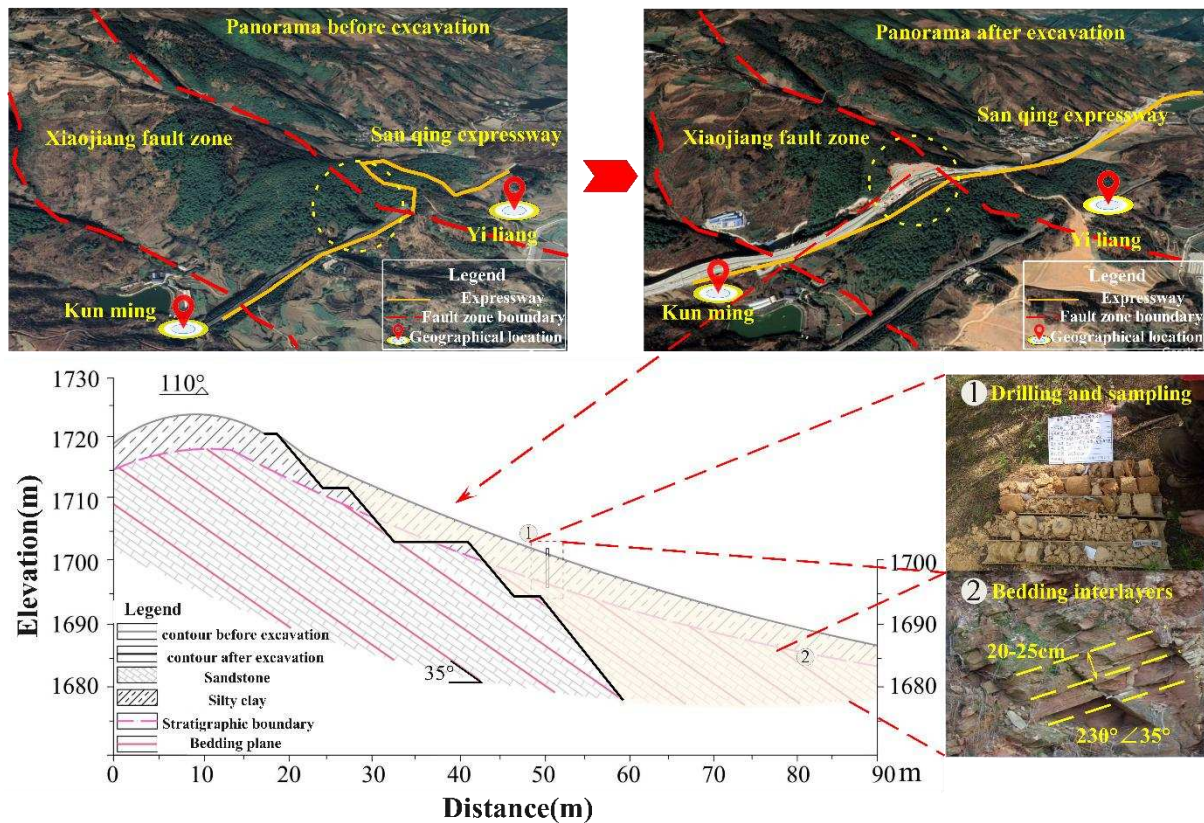 Panorama before excavation
Xiaojiang fault zone
San qing expressway
Yi liang
Kun ming
Legend
Expressway
Fault zone boundary
Geographical location
Panorama after excavation
Xiaojiang fault zone
San qing expressway
Yi liang
Kun ming
Legend
Expressway
Fault zone boundary
Geographical location
Elevation(m)
1730
1720
1710
1700
1690
1680
110°
35°
1
2
1700
1690
1680
Legend
contour before excavation
contour after excavation
Sandstone
Silty clay
Stratigraphic boundary
Bedding plane
0 10 20 30 40 50 60 70 80 90 m
Distance(m)
① Drilling and sampling
② Bedding interlayers
20-25cm
230°∠35°